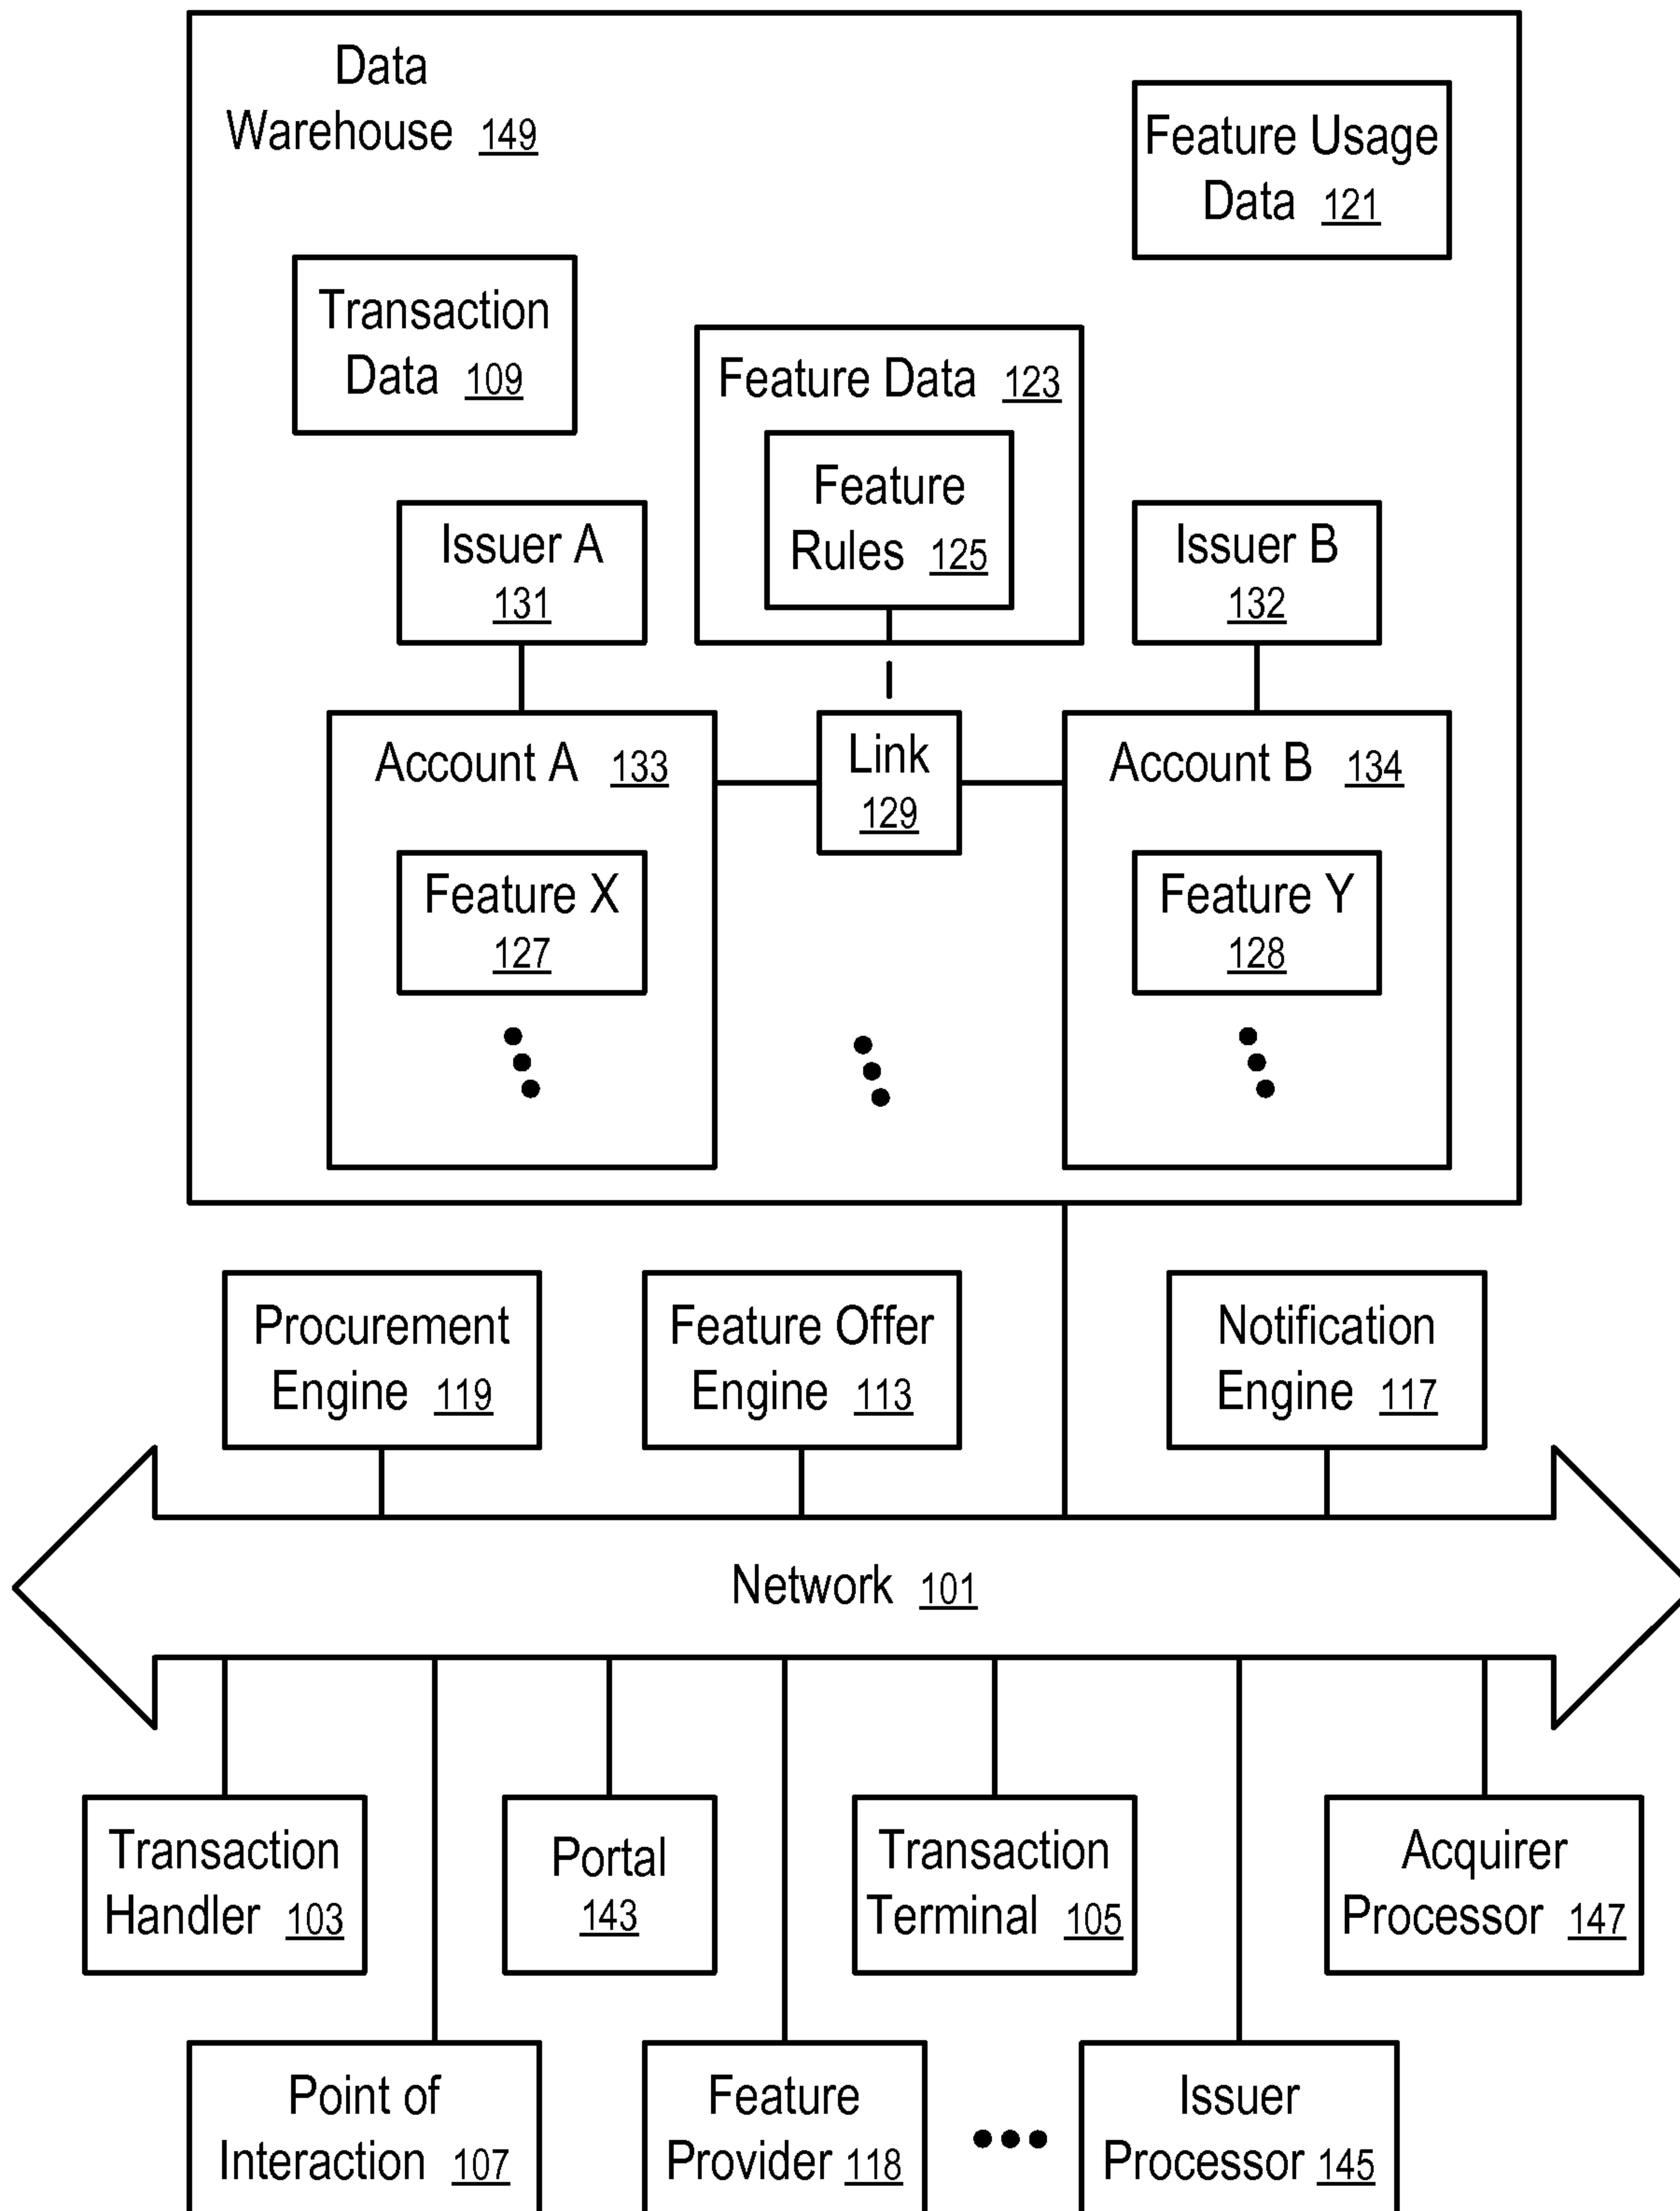 Data
Warehouse 149
Feature Usage
Data 121
Transaction
Data 109
Feature Data 123
Feature
Rules 125
Issuer A
131
Issuer B
132
Account A 133
Link
129
Account B 134
Feature X
127
Feature Y
128
Procurement
Engine 119
Feature Offer
Engine 113
Notification
Engine 117
Network 101
Transaction
Handler 103
Portal
143
Transaction
Terminal 105
Acquirer
Processor 147
Point of
Interaction 107
Feature
Provider 118
Issuer
Processor 145